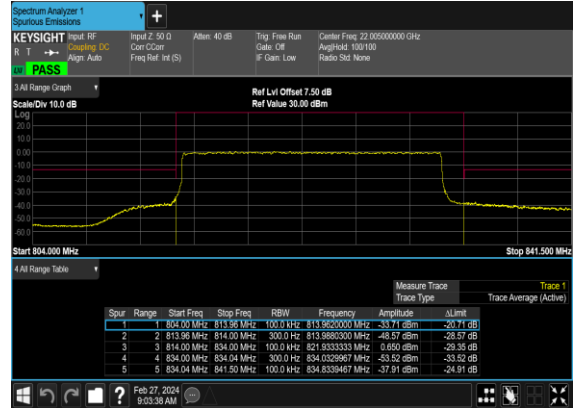 Spectrum Analyzer 1
Spurious Emissions
+
KEYSIGHT Input: RF Input Z: 50 Ω Atten: 40 dB Trig: Free Run Center Freq: 22.005000000 GHz
R T Coupling: DC Corr CCorr Gate: Off Avg|Hold: 100/100
Align: Auto Freq Ref: Int (S) IF Gain: Low Radio Std: None
LM PASS
3 All Range Graph
Ref Lvl Offset 7.50 dB
Scale/Div 10.0 dB Ref Value 30.00 dBm
Log
20.0
10.0
0.00
-10.0
-20.0
-30.0
-40.0
-50.0
-60.0
Start 804.000 MHz Stop 841.500 MHz
4 All Range Table
Measure Trace Trace 1
Trace Type Trace Average (Active)
Spur Range Start Freq Stop Freq RBW Frequency Amplitude ΔLimit
1 1 804.00 MHz 813.96 MHz 100.0 kHz 813.9620000 MHz -33.71 dBm -20.71 dB
2 2 813.96 MHz 814.00 MHz 300.0 Hz 813.9880300 MHz -48.57 dBm -28.57 dB
3 3 814.00 MHz 834.00 MHz 100.0 kHz 821.9333333 MHz 0.650 dBm -29.35 dB
4 4 834.00 MHz 834.04 MHz 300.0 Hz 834.0329967 MHz -53.52 dBm -33.52 dB
5 5 834.04 MHz 841.50 MHz 100.0 kHz 834.8339467 MHz -37.91 dBm -24.91 dB
? Feb 27, 2024
9:03:38 AM